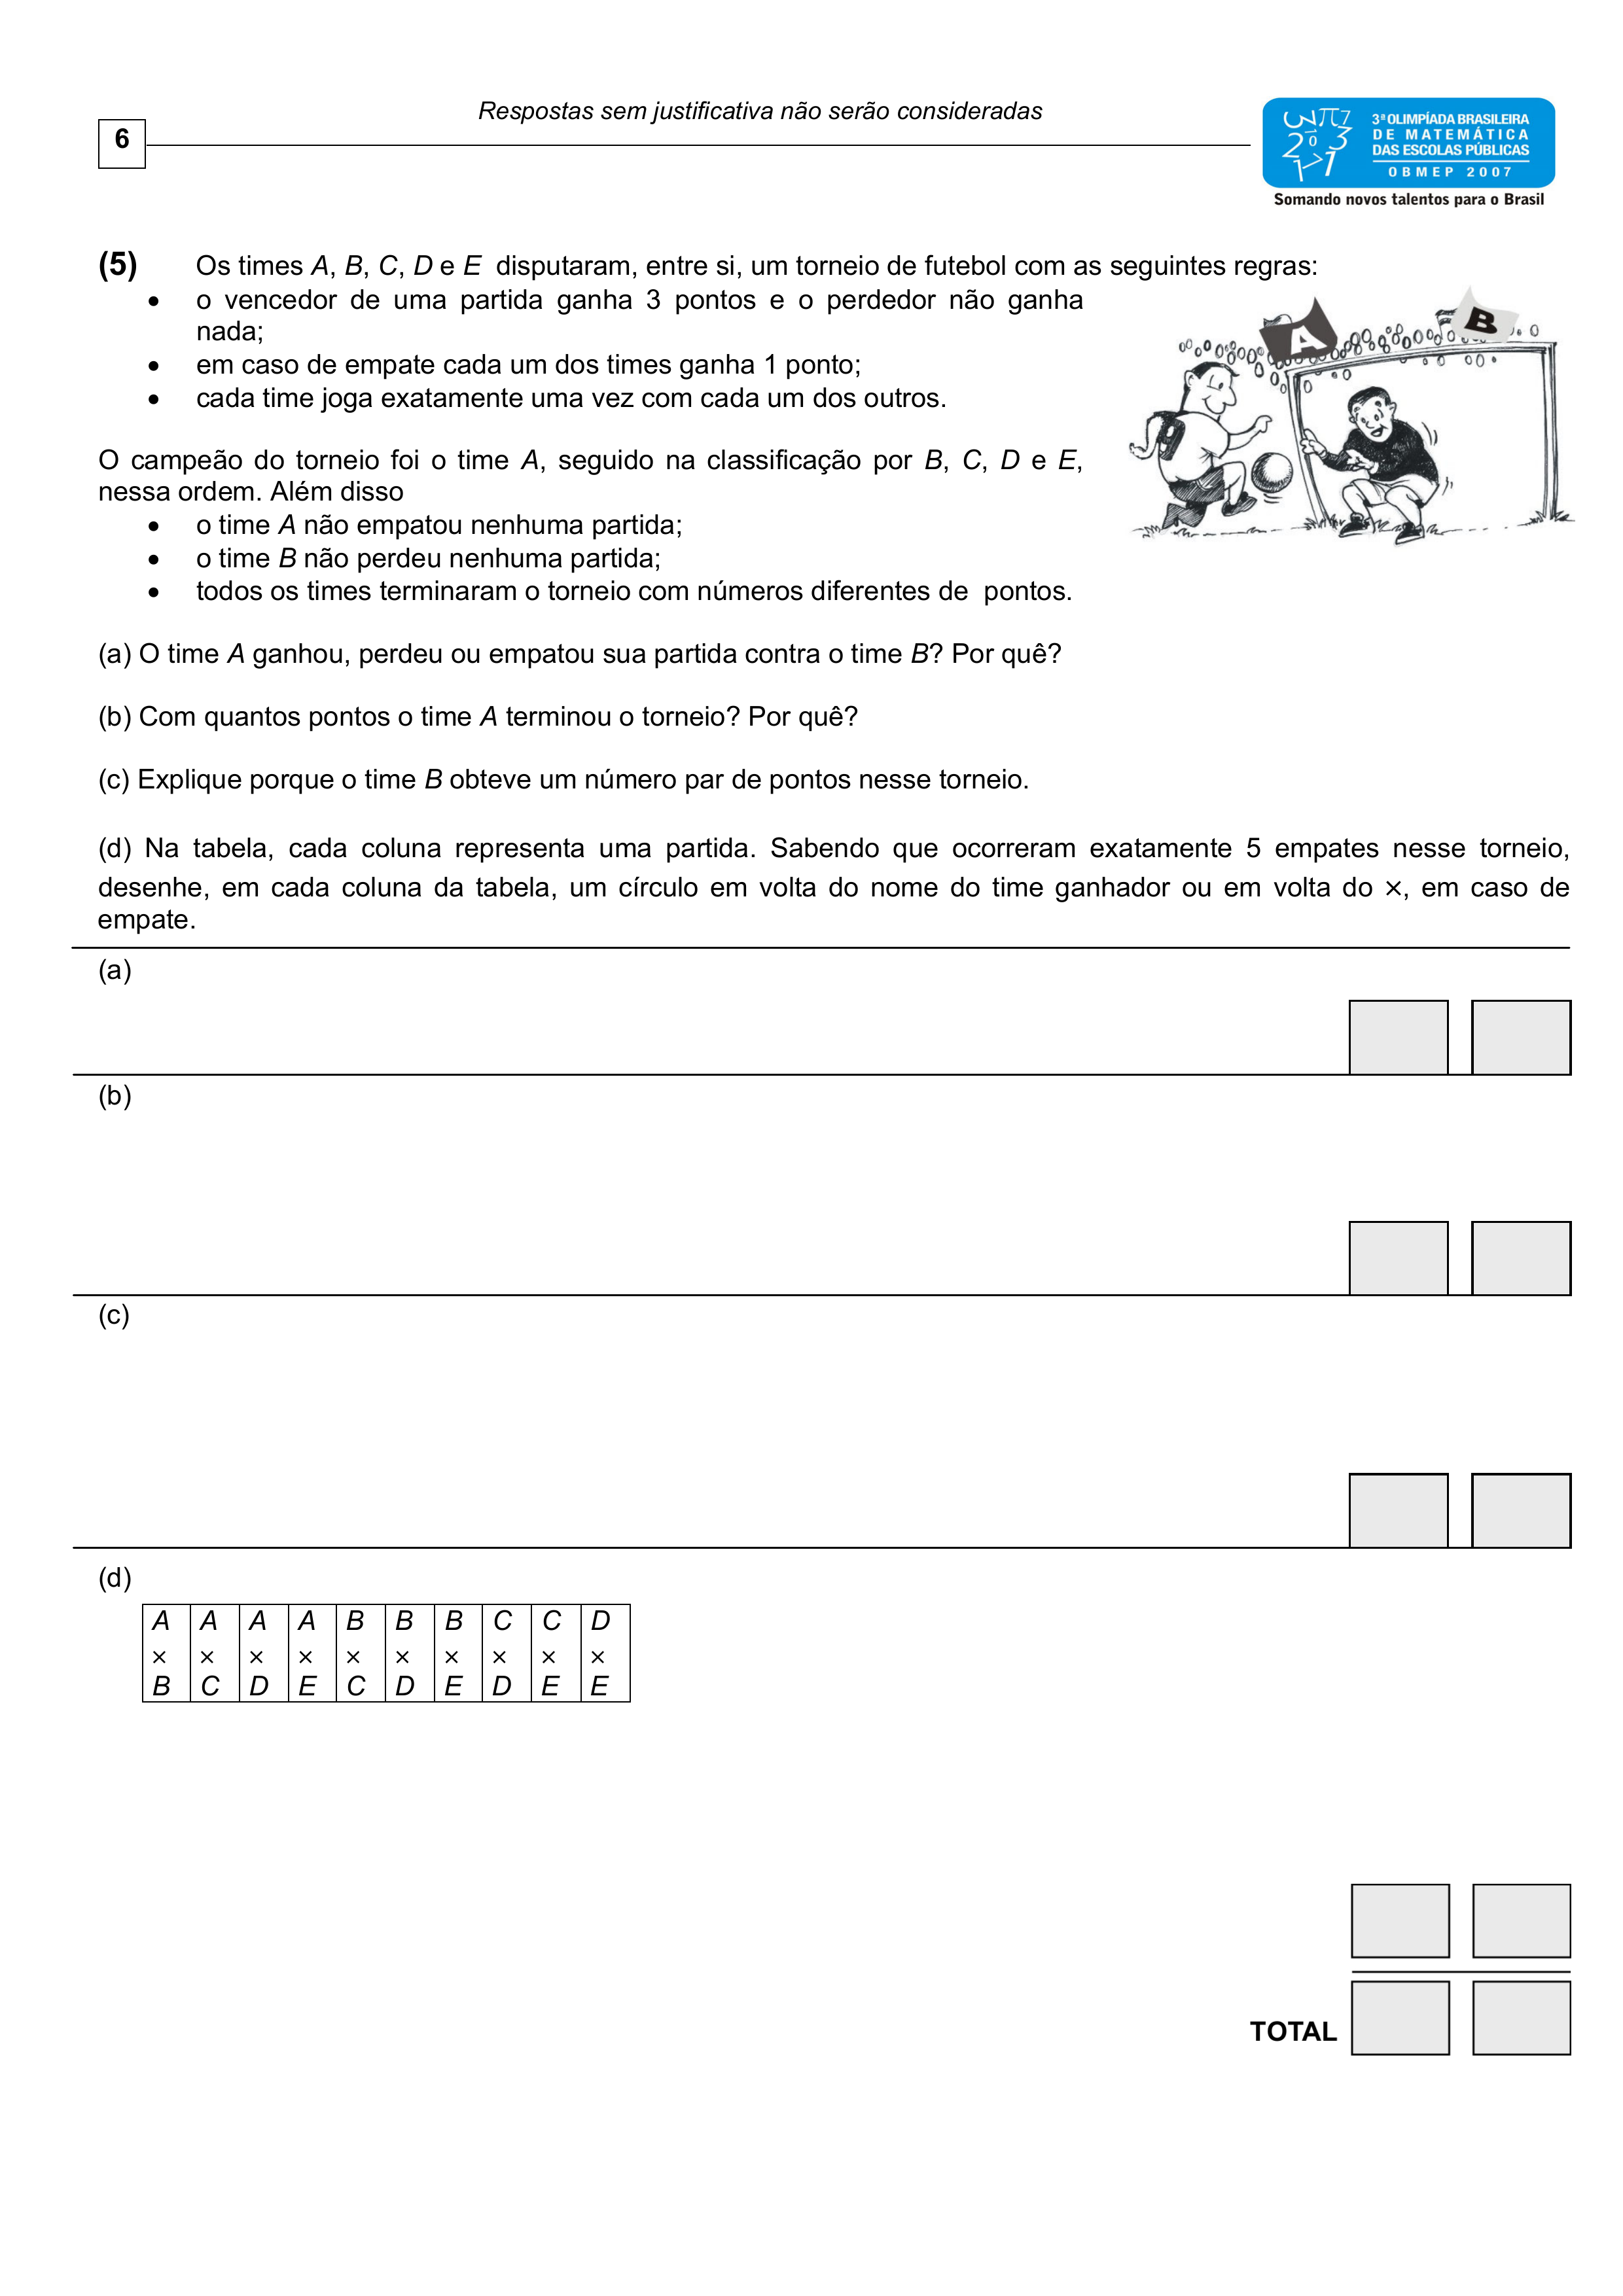 Respostas sem justificativa não serão consideradas
6
3ª OLIMPÍADA BRASILEIRA
DE MATEMÁTICA
DAS ESCOLAS PÚBLICAS
OBMEP 2007
Somando novos talentos para o Brasil
(5) Os times A, B, C, D e E disputaram, entre si, um torneio de futebol com as seguintes regras:
• o vencedor de uma partida ganha 3 pontos e o perdedor não ganha
nada;
• em caso de empate cada um dos times ganha 1 ponto;
• cada time joga exatamente uma vez com cada um dos outros.
A
B
O campeão do torneio foi o time A, seguido na classificação por B, C, D e E,
nessa ordem. Além disso
• o time A não empatou nenhuma partida;
• o time B não perdeu nenhuma partida;
• todos os times terminaram o torneio com números diferentes de pontos.
(a) O time A ganhou, perdeu ou empatou sua partida contra o time B? Por quê?
(b) Com quantos pontos o time A terminou o torneio? Por quê?
(c) Explique porque o time B obteve um número par de pontos nesse torneio.
(d) Na tabela, cada coluna representa uma partida. Sabendo que ocorreram exatamente 5 empates nesse torneio,
desenhe, em cada coluna da tabela, um círculo em volta do nome do time ganhador ou em volta do ×, em caso de
empate.
(a)
(b)
(c)
(d)
A A A A B B B C C D
× × × × × × × × × ×
B C D E C D E D E E
TOTAL